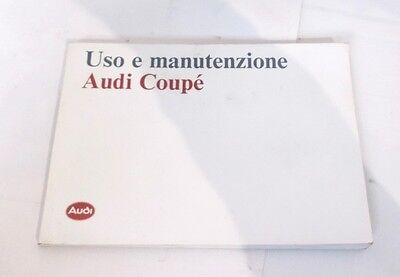 Uso e manutenzione
Audi Coupé
Audi